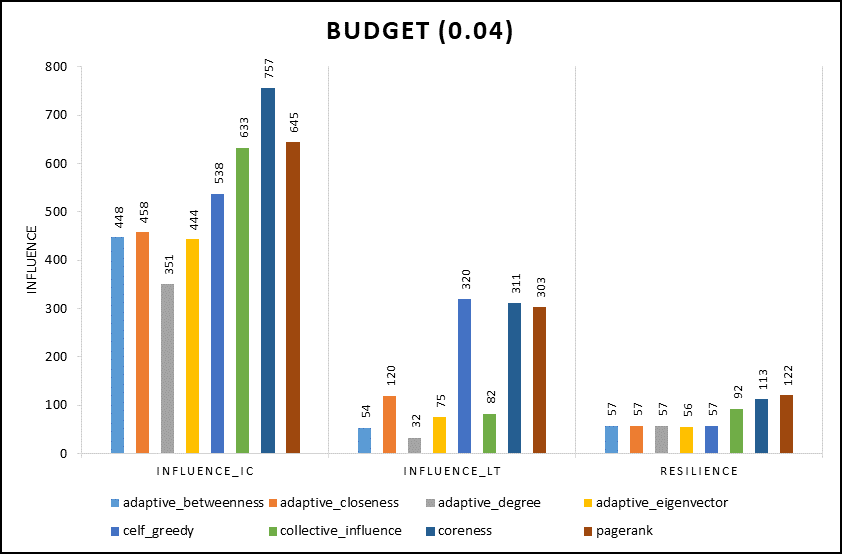 BUDGET (0.04)
INFLUENCE
800
700
600
500
400
300
200
100
0
448 458 351 444 538 633 757 645
54 120 32 75 320 82 311 303
57 57 57 56 57 92 113 122
INFLUENCE_IC INFLUENCE_LT RESILIENCE
adaptive_betweenness adaptive_closeness adaptive_degree adaptive_eigenvector
celf_greedy collective_influence coreness pagerank